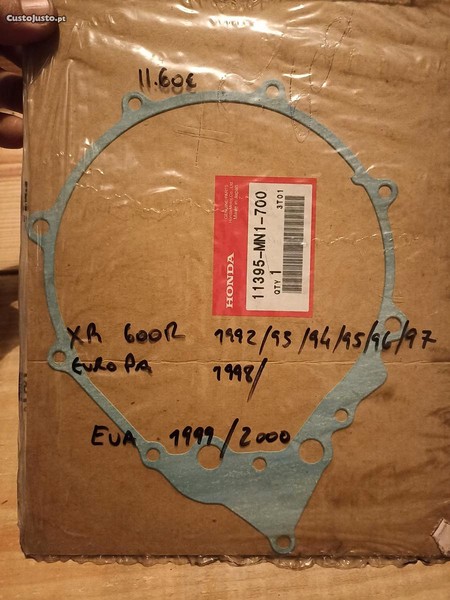 CustoJusto.pt
11.60€
HONDA
11395-MN1-700
QTY 1
3T01
XR 600R 1992/93/94/95/96/97
EUROPA 1998/
EUA 1999/2000